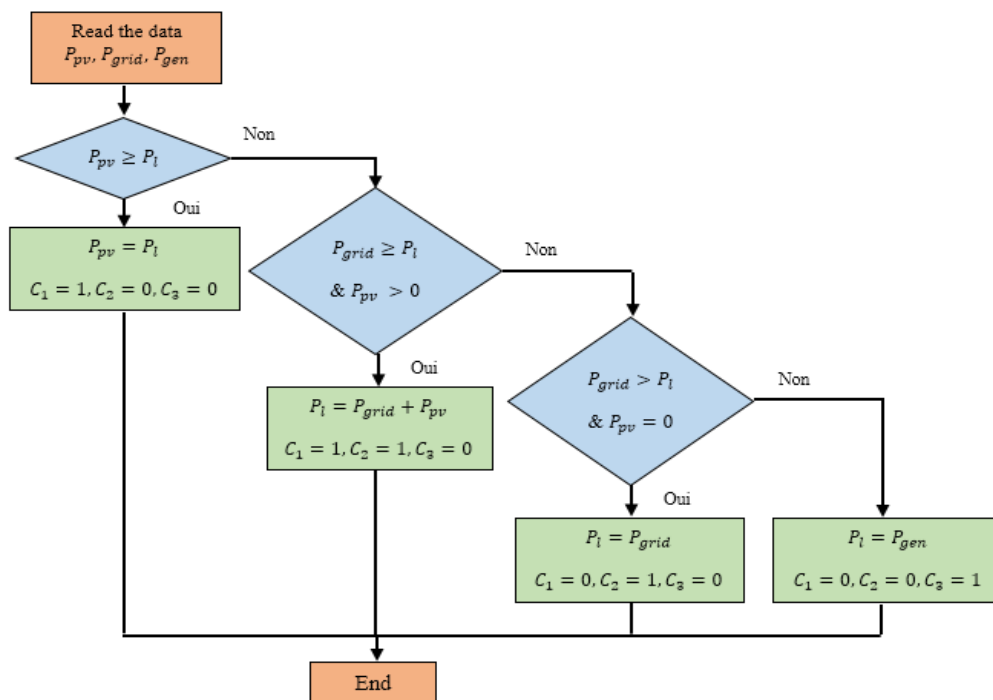 Read the data
P_pv, P_grid, P_gen
Non
P_pv ≥ P_l
Oui
P_pv = P_l
C_1 = 1, C_2 = 0, C_3 = 0
P_grid ≥ P_l
& P_pv > 0
Non
Oui
P_l = P_grid + P_pv
C_1 = 1, C_2 = 1, C_3 = 0
P_grid > P_l
& P_pv = 0
Non
Oui
P_l = P_grid
C_1 = 0, C_2 = 1, C_3 = 0
P_l = P_gen
C_1 = 0, C_2 = 0, C_3 = 1
End